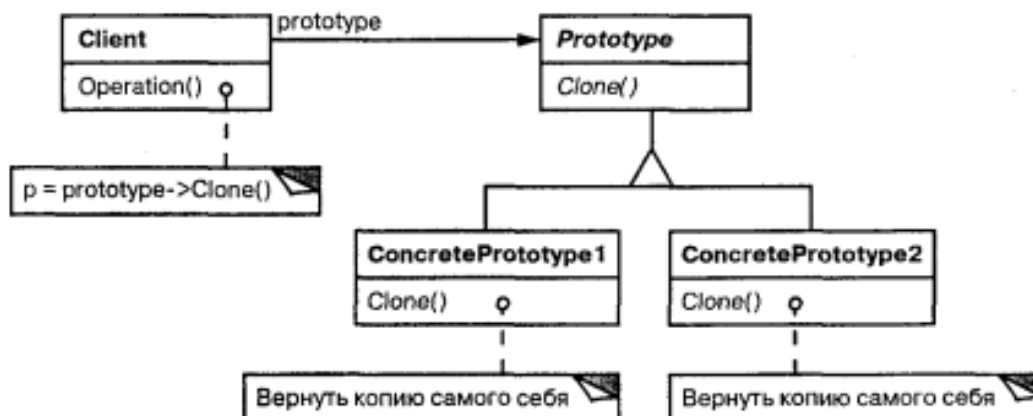 prototype
Client
Prototype
Operation()
Clone()
p = prototype->Clone()
ConcretePrototype1
ConcretePrototype2
Clone()
Clone()
Вернуть копию самого себя
Вернуть копию самого себя